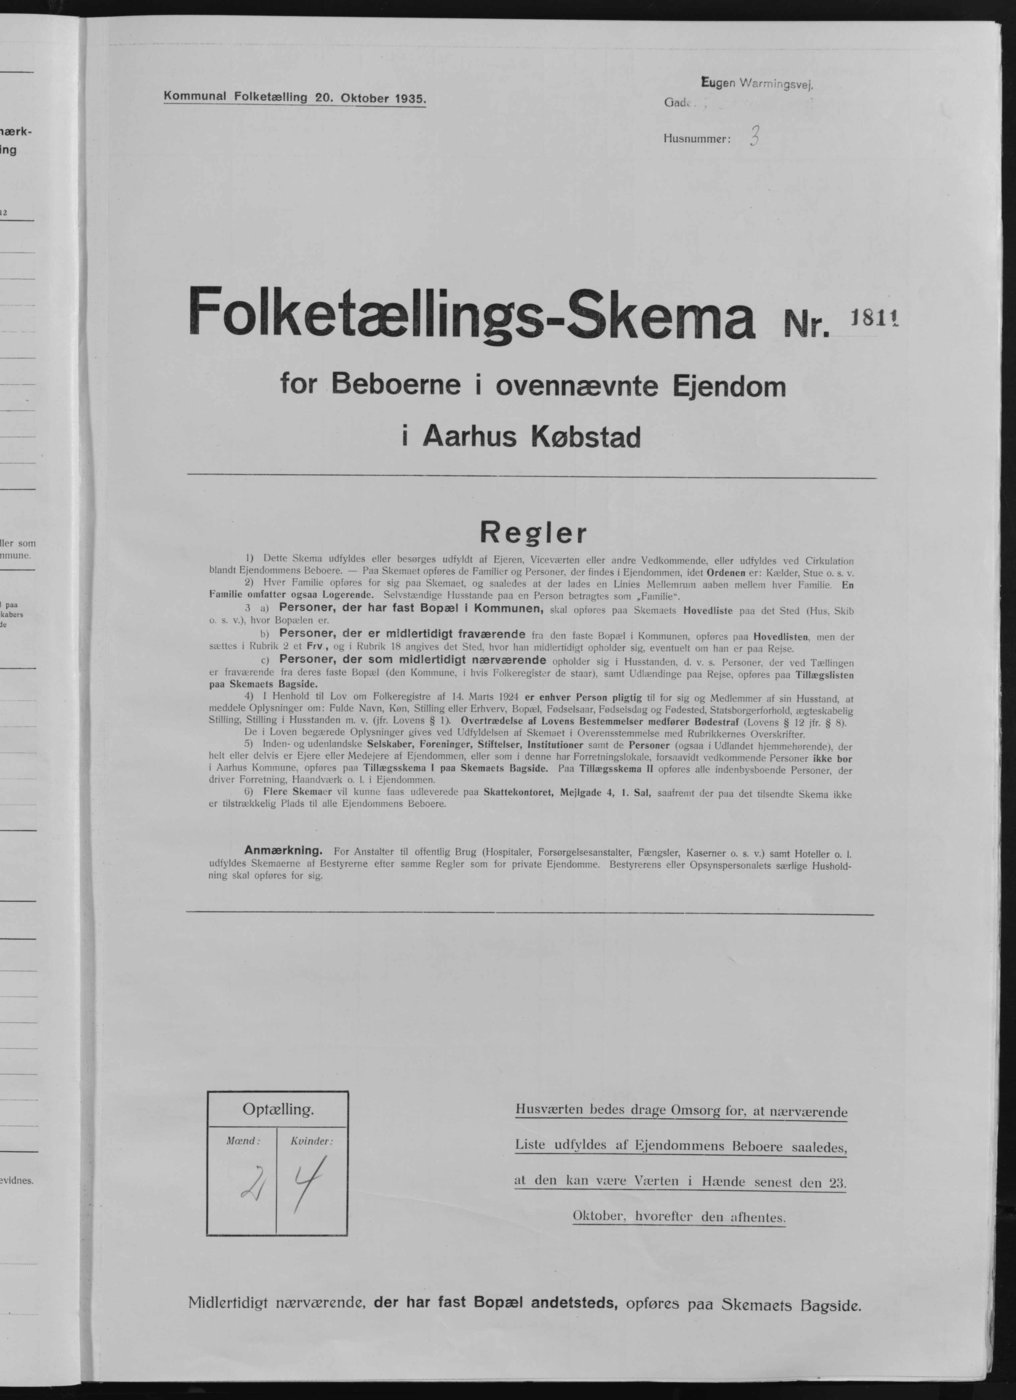 Kommunal Folketælling 20. Oktober 1935.
Eugen Warmingsvej.
Gade
Husnummer: 3
Folketællings-Skema Nr. 1811
for Beboerne i ovennævnte Ejendom
i Aarhus Købstad
Regler
1) Dette Skema udfyldes eller besørges udfyldt af Ejeren, Viceværten eller andre Vedkommende, eller udfyldes ved Cirkulation
blandt Ejendommens Beboere. — Paa Skemaet opføres de Familier og Personer, der findes i Ejendommen, idet Ordenen er: Kælder, Stue o. s. v.
2) Hver Familie opføres for sig paa Skemaet, og saaledes at der lades en Linies Mellemrum aaben mellem hver Familie. En
Familie omfatter ogsaa Logerende. Selvstændige Husstande paa en Person betragtes som „Familie“.
3 a) Personer, der har fast Bopæl i Kommunen, skal opføres paa Skemaets Hovedliste paa det Sted (Hus, Skib
o. s. v.), hvor Bopælen er.
b) Personer, der er midlertidigt fraværende fra den faste Bopæl i Kommunen, opføres paa Hovedlisten, men der
sættes i Rubrik 2 et Frv., og i Rubrik 18 angives det Sted, hvor han midlertidigt opholder sig, eventuelt om han er paa Rejse.
c) Personer, der som midlertidigt nærværende opholder sig i Husstanden, d. v. s. Personer, der ved Tællingen
er fraværende fra deres faste Bopæl (den Kommune, i hvis Folkeregister de staar), samt Udlændinge paa Rejse, opføres paa Tillægslisten
paa Skemaets Bagside.
4) I Henhold til Lov om Folkeregistre af 14. Marts 1924 er enhver Person pligtig til for sig og Medlemmer af sin Husstand, at
meddele Oplysninger om: Fulde Navn, Køn, Stilling eller Erhverv, Bopæl, Fødselsaar, Fødselsdag og Fødested, Statsborgerforhold, ægteskabelig
Stilling, Stilling i Husstanden m. v. (jfr. Lovens § 1). Overtrædelse af Lovens Bestemmelser medfører Bødestraf (Lovens § 12 jfr. § 8).
De i Loven begærede Oplysninger gives ved Udfyldelsen af Skemaet i Overensstemmelse med Rubrikkernes Overskrifter.
5) Inden- og udenlandske Selskaber, Foreninger, Stiftelser, Institutioner samt de Personer (ogsaa i Udlandet hjemmehørende), der
helt eller delvis er Ejere eller Medejere af Ejendommen, eller som i denne har Forretningslokale, forsaavidt vedkommende Personer ikke bor
i Aarhus Kommune, opføres paa Tillægsskema I paa Skemaets Bagside. Paa Tillægsskema II opføres alle indenbysboende Personer, der
driver Forretning, Haandværk o. l. i Ejendommen.
6) Flere Skemaer vil kunne faas udleverede paa Skattekontoret, Mejlgade 4, 1. Sal, saafremt der paa det tilsendte Skema ikke
er tilstrækkelig Plads til alle Ejendommens Beboere.
Anmærkning. For Anstalter til offentlig Brug (Hospitaler, Forsørgelsesanstalter, Fængsler, Kaserner o. s. v.) samt Hoteller o. l.
udfyldes Skemaerne af Bestyrerne efter samme Regler som for private Ejendomme. Bestyrerens eller Opsynspersonalets særlige Hushold-
ning skal opføres for sig.
Optælling.
Mænd: Kvinder:
2 4
Husværten bedes drage Omsorg for, at nærværende
Liste udfyldes af Ejendommens Beboere saaledes,
at den kan være Værten i Hænde senest den 23.
Oktober, hvorefter den afhentes.
Midlertidigt nærværende, der har fast Bopæl andetsteds, opføres paa Skemaets Bagside.